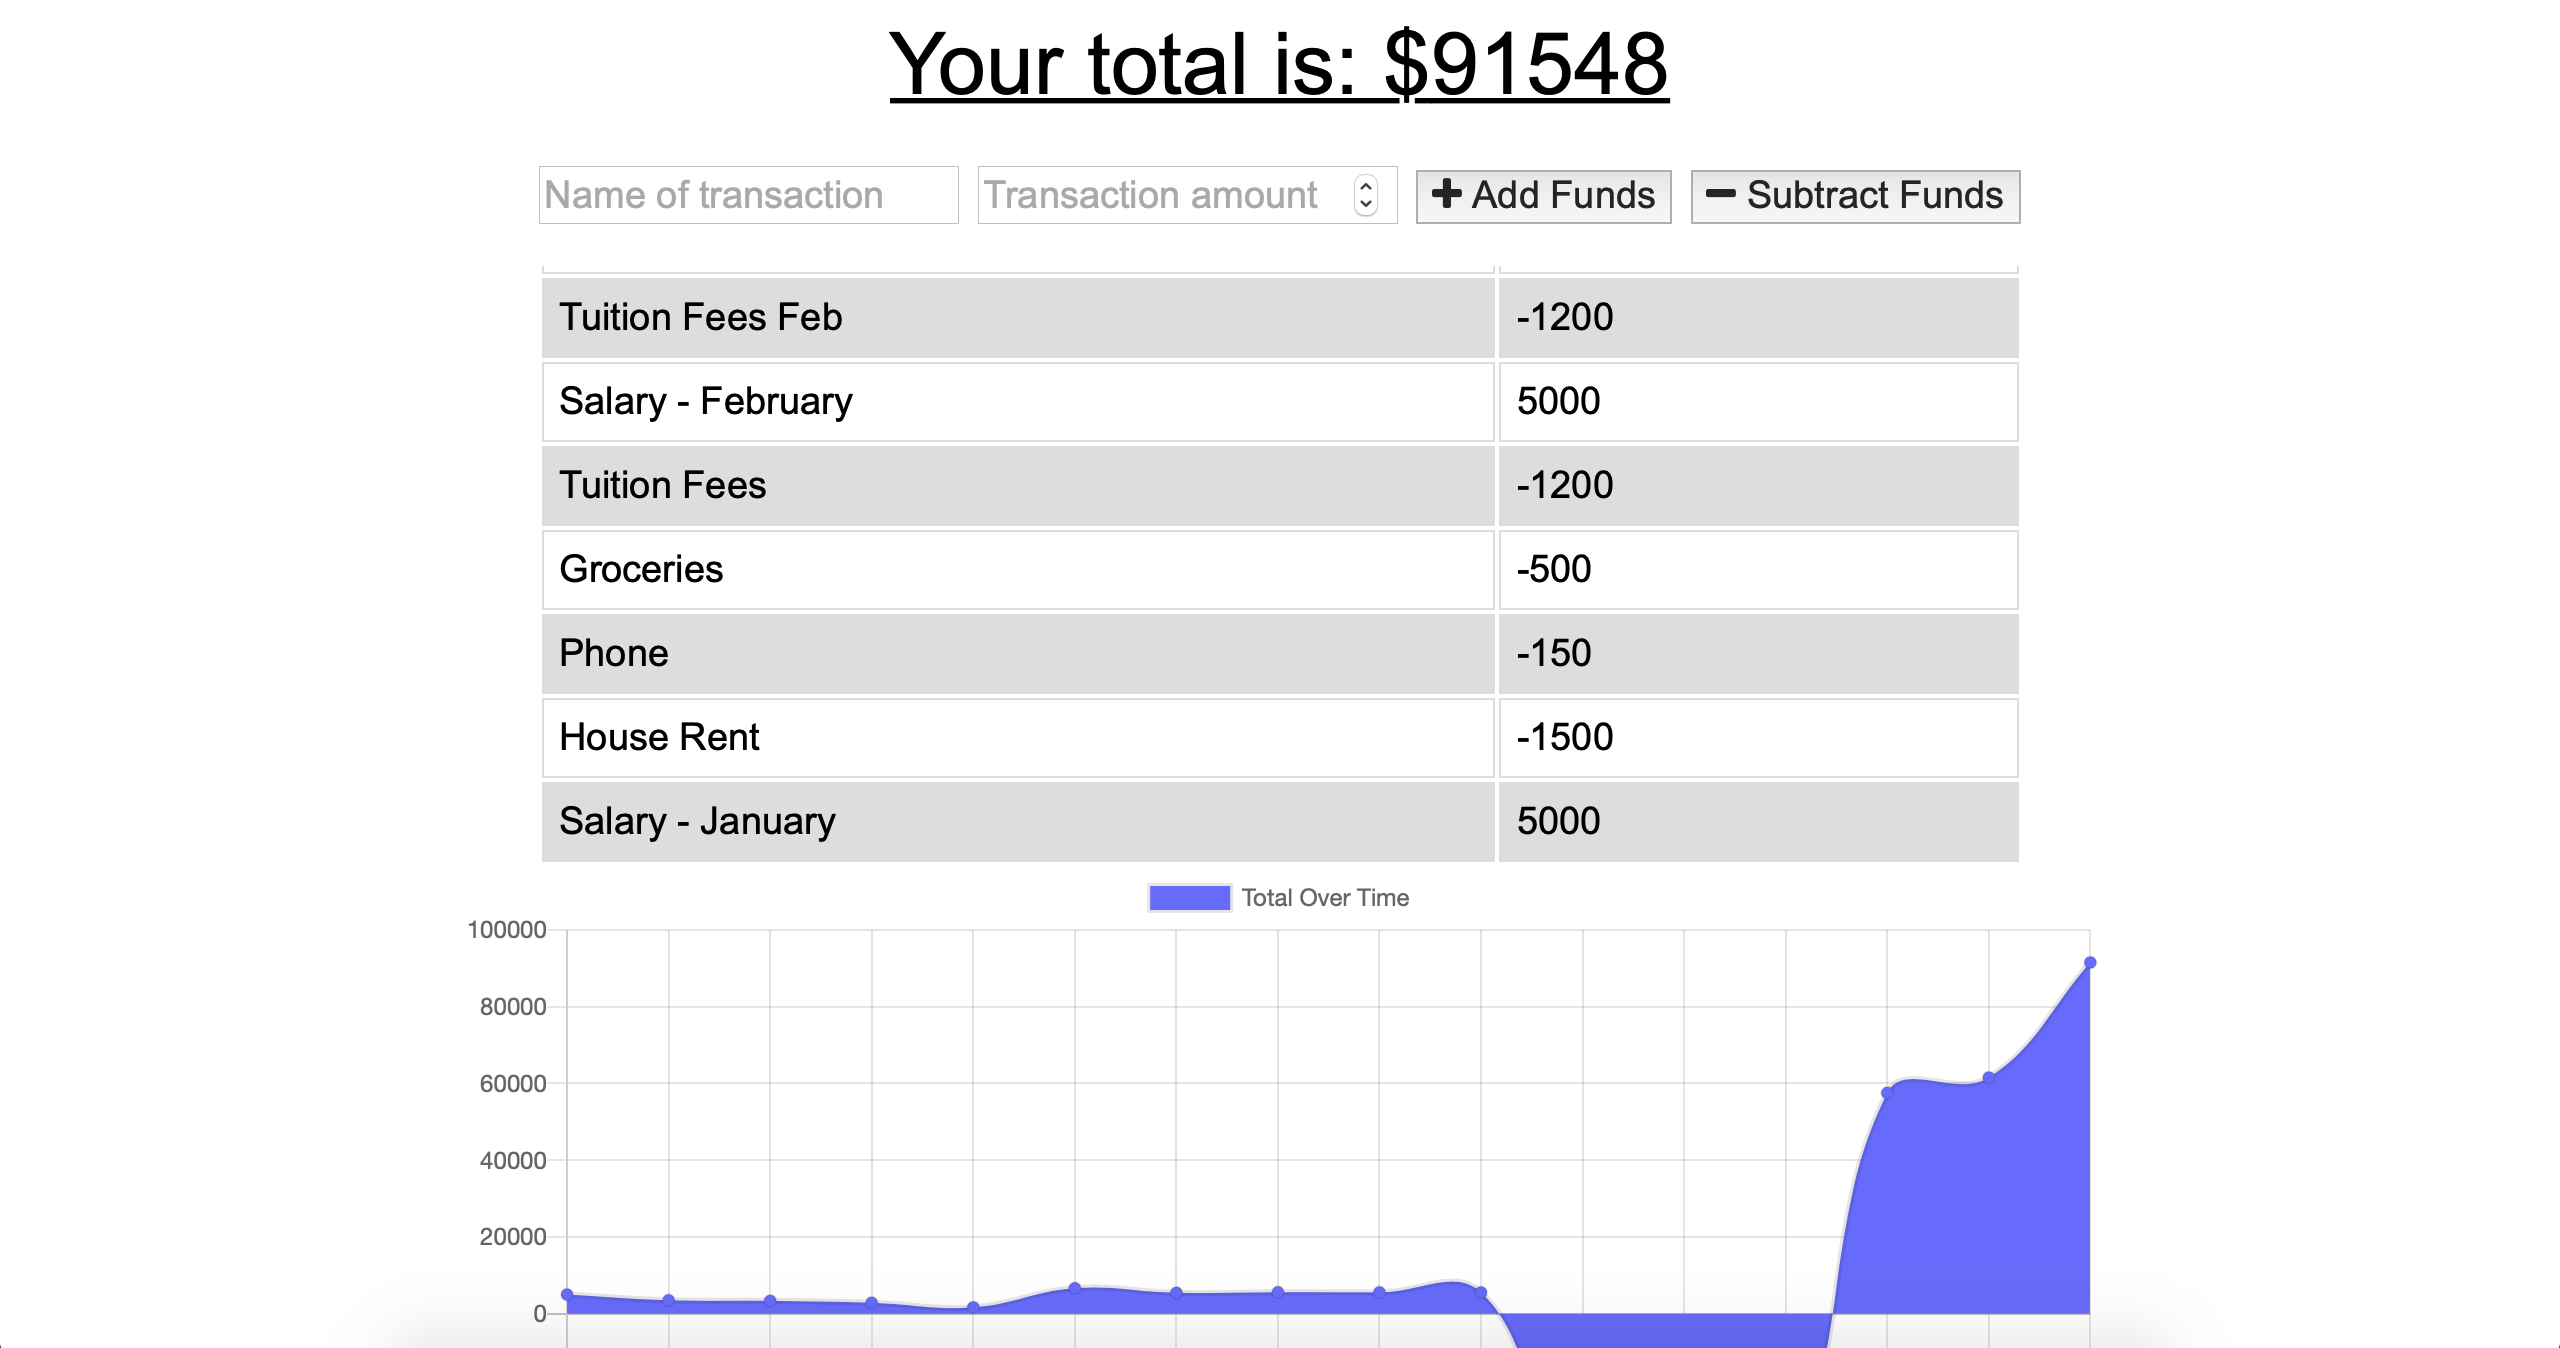 Your total is: $91548
Name of transaction Transaction amount Add Funds Subtract Funds
Tuition Fees Feb -1200
Salary - February 5000
Tuition Fees -1200
Groceries -500
Phone -150
House Rent -1500
Salary - January 5000
Total Over Time
100000
80000
60000
40000
20000
0